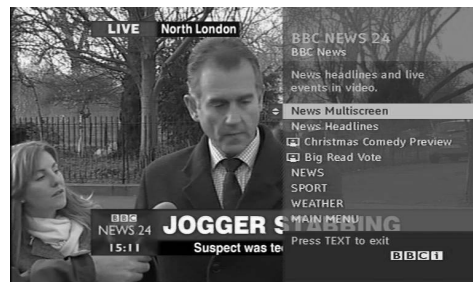 LIVE North London
BBC NEWS 24
BBC News
News headlines and live
events in video.
News Multiscreen
News Headlines
Christmas Comedy Preview
Big Read Vote
NEWS
SPORT
WEATHER
MAIN MENU
Press TEXT to exit
BBCi
BBC
NEWS 24
15:11
JOGGER STABBING
Suspect was